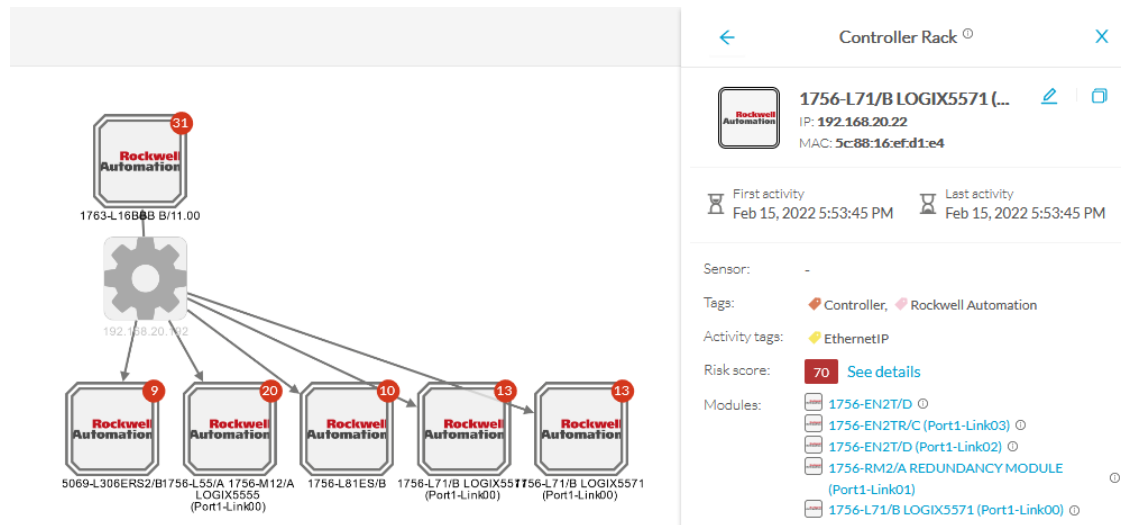 Controller Rack
31
Rockwell
Automation
1763-L16BBB B/11.00
192.168.20.192
9
Rockwell
Automation
5069-L306ERS2/B
20
Rockwell
Automation
1756-L55/A 1756-M12/A
LOGIX5555
(Port1-Link00)
10
Rockwell
Automation
1756-L81ES/B
13
Rockwell
Automation
1756-L71/B LOGIX5571
(Port1-Link00)
13
Rockwell
Automation
1756-L71/B LOGIX5571
(Port1-Link00)
Rockwell
Automation
1756-L71/B LOGIX5571 (...
IP: 192.168.20.22
MAC: 5c:88:16:ef:d1:e4
First activity
Feb 15, 2022 5:53:45 PM
Last activity
Feb 15, 2022 5:53:45 PM
Sensor: -
Tags: Controller, Rockwell Automation
Activity tags: EthernetIP
Risk score: 70 See details
Modules: 1756-EN2T/D
1756-EN2TR/C (Port1-Link03)
1756-EN2T/D (Port1-Link02)
1756-RM2/A REDUNDANCY MODULE
(Port1-Link01)
1756-L71/B LOGIX5571 (Port1-Link00)